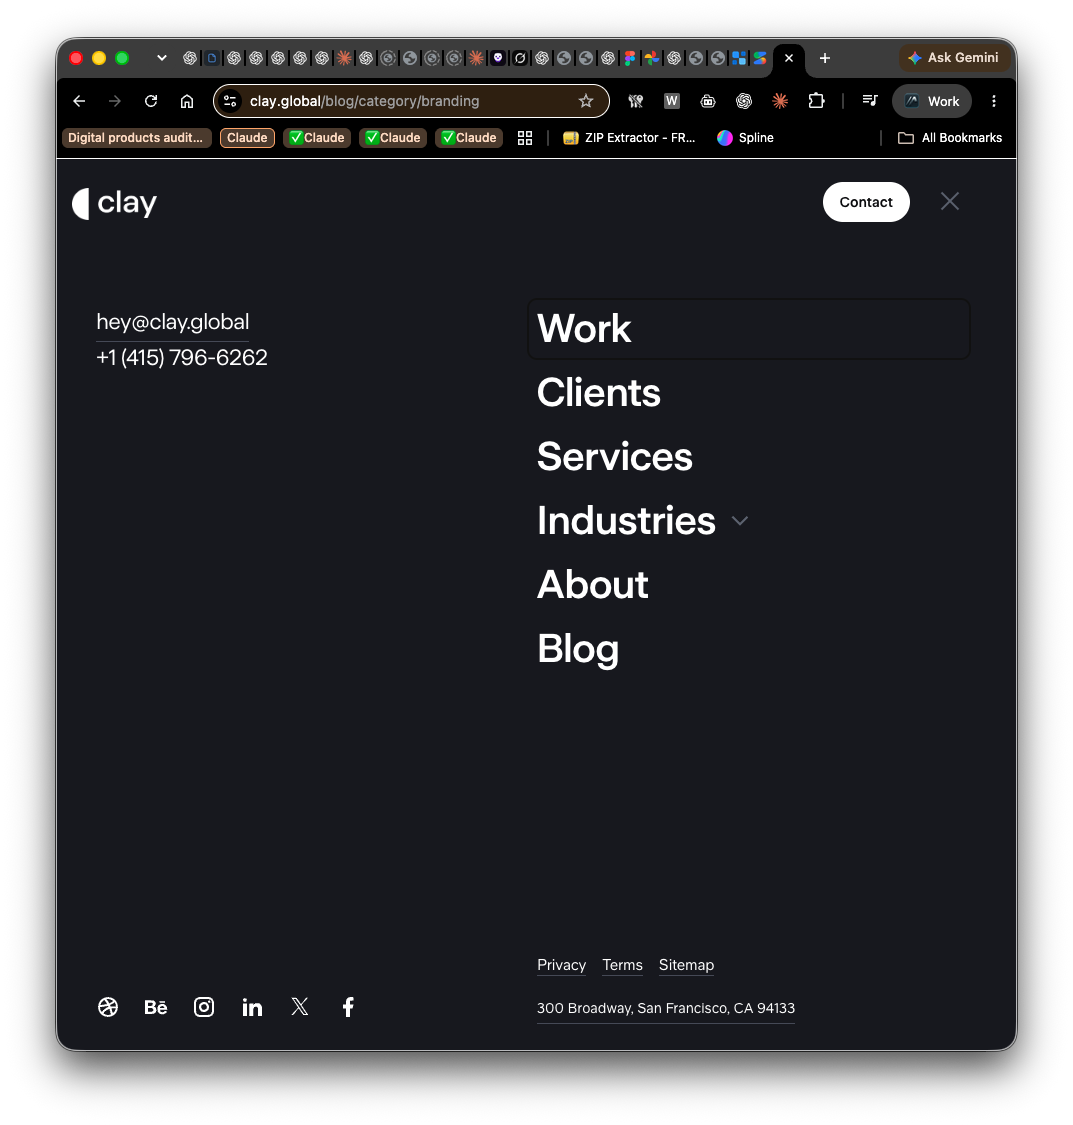 Ask Gemini
clay.global/blog/category/branding
W
Work
Digital products audit...
Claude
✅Claude
✅Claude
✅Claude
ZIP Extractor - FR...
Spline
All Bookmarks
clay
Contact
hey@clay.global
+1 (415) 796-6262
Work
Clients
Services
Industries
About
Blog
Privacy Terms Sitemap
Bē
in
X
f
300 Broadway, San Francisco, CA 94133